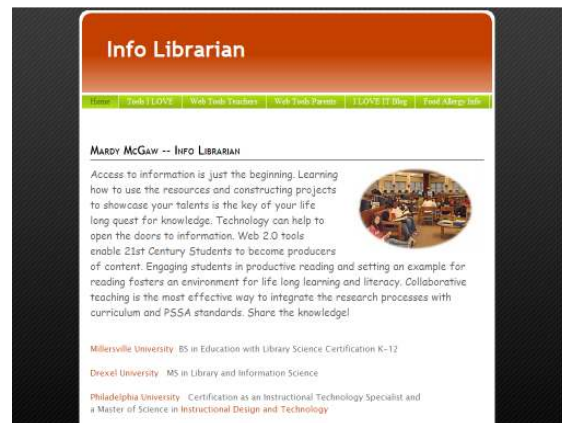 Info Librarian
Home Tools I LOVE Web Tools Teachers Web Tools Parents I LOVE IT Blog Food Allergy Info
Mardy McGaw -- Info Librarian
Access to information is just the beginning. Learning
how to use the resources and constructing projects
to showcase your talents is the key of your life
long quest for knowledge. Technology can help to
open the doors to information. Web 2.0 tools
enable 21st Century Students to become producers
of content. Engaging students in productive reading and setting an example for
reading fosters an environment for life long learning and literacy. Collaborative
teaching is the most effective way to integrate the research processes with
curriculum and PSSA standards. Share the knowledge!
Millersville University BS in Education with Library Science Certification K-12
Drexel University MS in Library and Information Science
Philadelphia University Certification as an Instructional Technology Specialist and
a Master of Science in Instructional Design and Technology